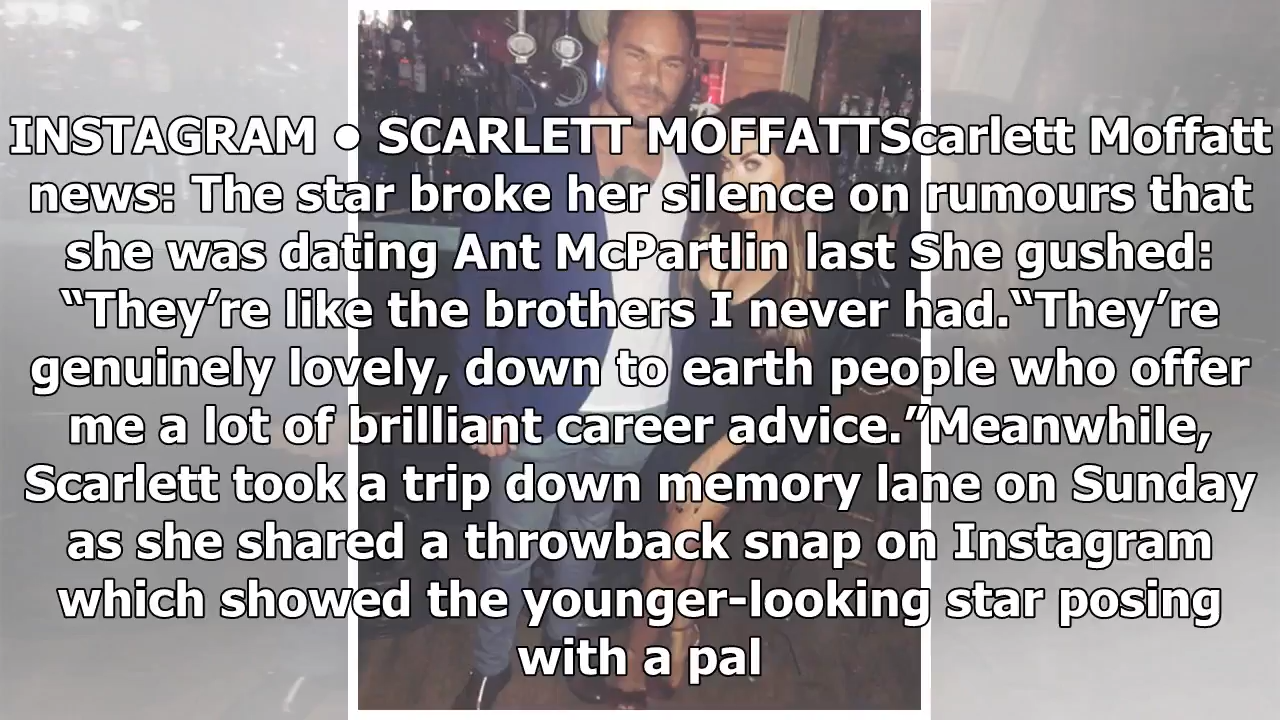 INSTAGRAM • SCARLETT MOFFATTScarlett Moffatt
news: The star broke her silence on rumours that
she was dating Ant McPartlin last She gushed:
“They’re like the brothers I never had.“They’re
genuinely lovely, down to earth people who offer
me a lot of brilliant career advice.”Meanwhile,
Scarlett took a trip down memory lane on Sunday
as she shared a throwback snap on Instagram
which showed the younger-looking star posing
with a pal